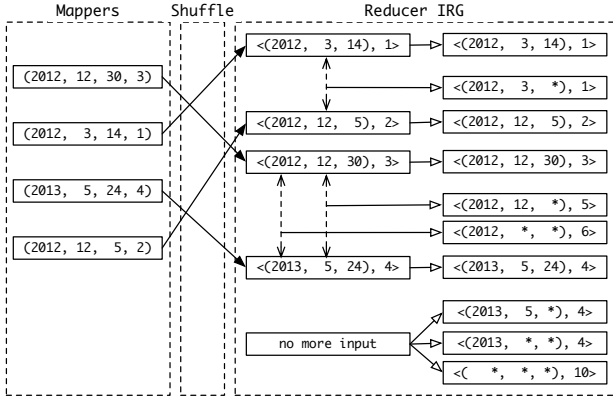 Mappers Shuffle Reducer IRG
<(2012, 3, 14), 1> <(2012, 3, 14), 1>
(2012, 12, 30, 3)
<(2012, 3, *), 1>
<(2012, 12, 5), 2> <(2012, 12, 5), 2>
(2012, 3, 14, 1)
<(2012, 12, 30), 3> <(2012, 12, 30), 3>
(2013, 5, 24, 4)
<(2012, 12, *), 5>
<(2012, *, *), 6>
(2012, 12, 5, 2)
<(2013, 5, 24), 4> <(2013, 5, 24), 4>
<(2013, 5, *), 4>
no more input <(2013, *, *), 4>
<( *, *, *), 10>